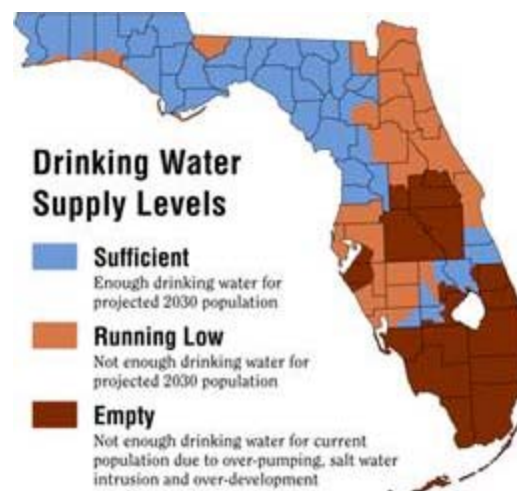 Drinking Water
Supply Levels
Sufficient
Enough drinking water for
projected 2030 population
Running Low
Not enough drinking water for
projected 2030 population
Empty
Not enough drinking water for current
population due to over-pumping, salt water
intrusion and over-development